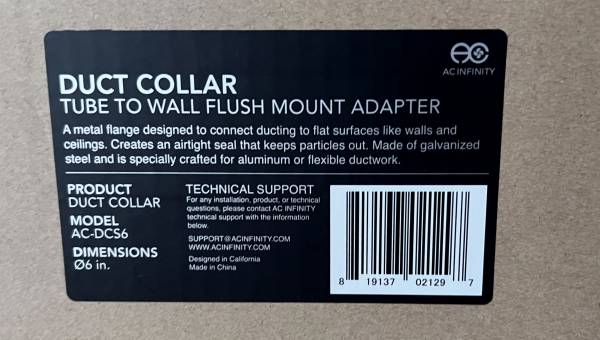 AC INFINITY
DUCT COLLAR
TUBE TO WALL FLUSH MOUNT ADAPTER
A metal flange designed to connect ducting to flat surfaces like walls and
ceilings. Creates an airtight seal that keeps particles out. Made of galvanized
steel and is specially crafted for aluminum or flexible ductwork.
PRODUCT
DUCT COLLAR
MODEL
AC-DCS6
DIMENSIONS
Ø6 in.
TECHNICAL SUPPORT
For any installation, product, or technical
questions, please contact AC INFINITY
technical support with the information
below.
SUPPORT@ACINFINITY.COM
WWW.ACINFINITY.COM
Designed in California
Made in China
8 19137 02129 7